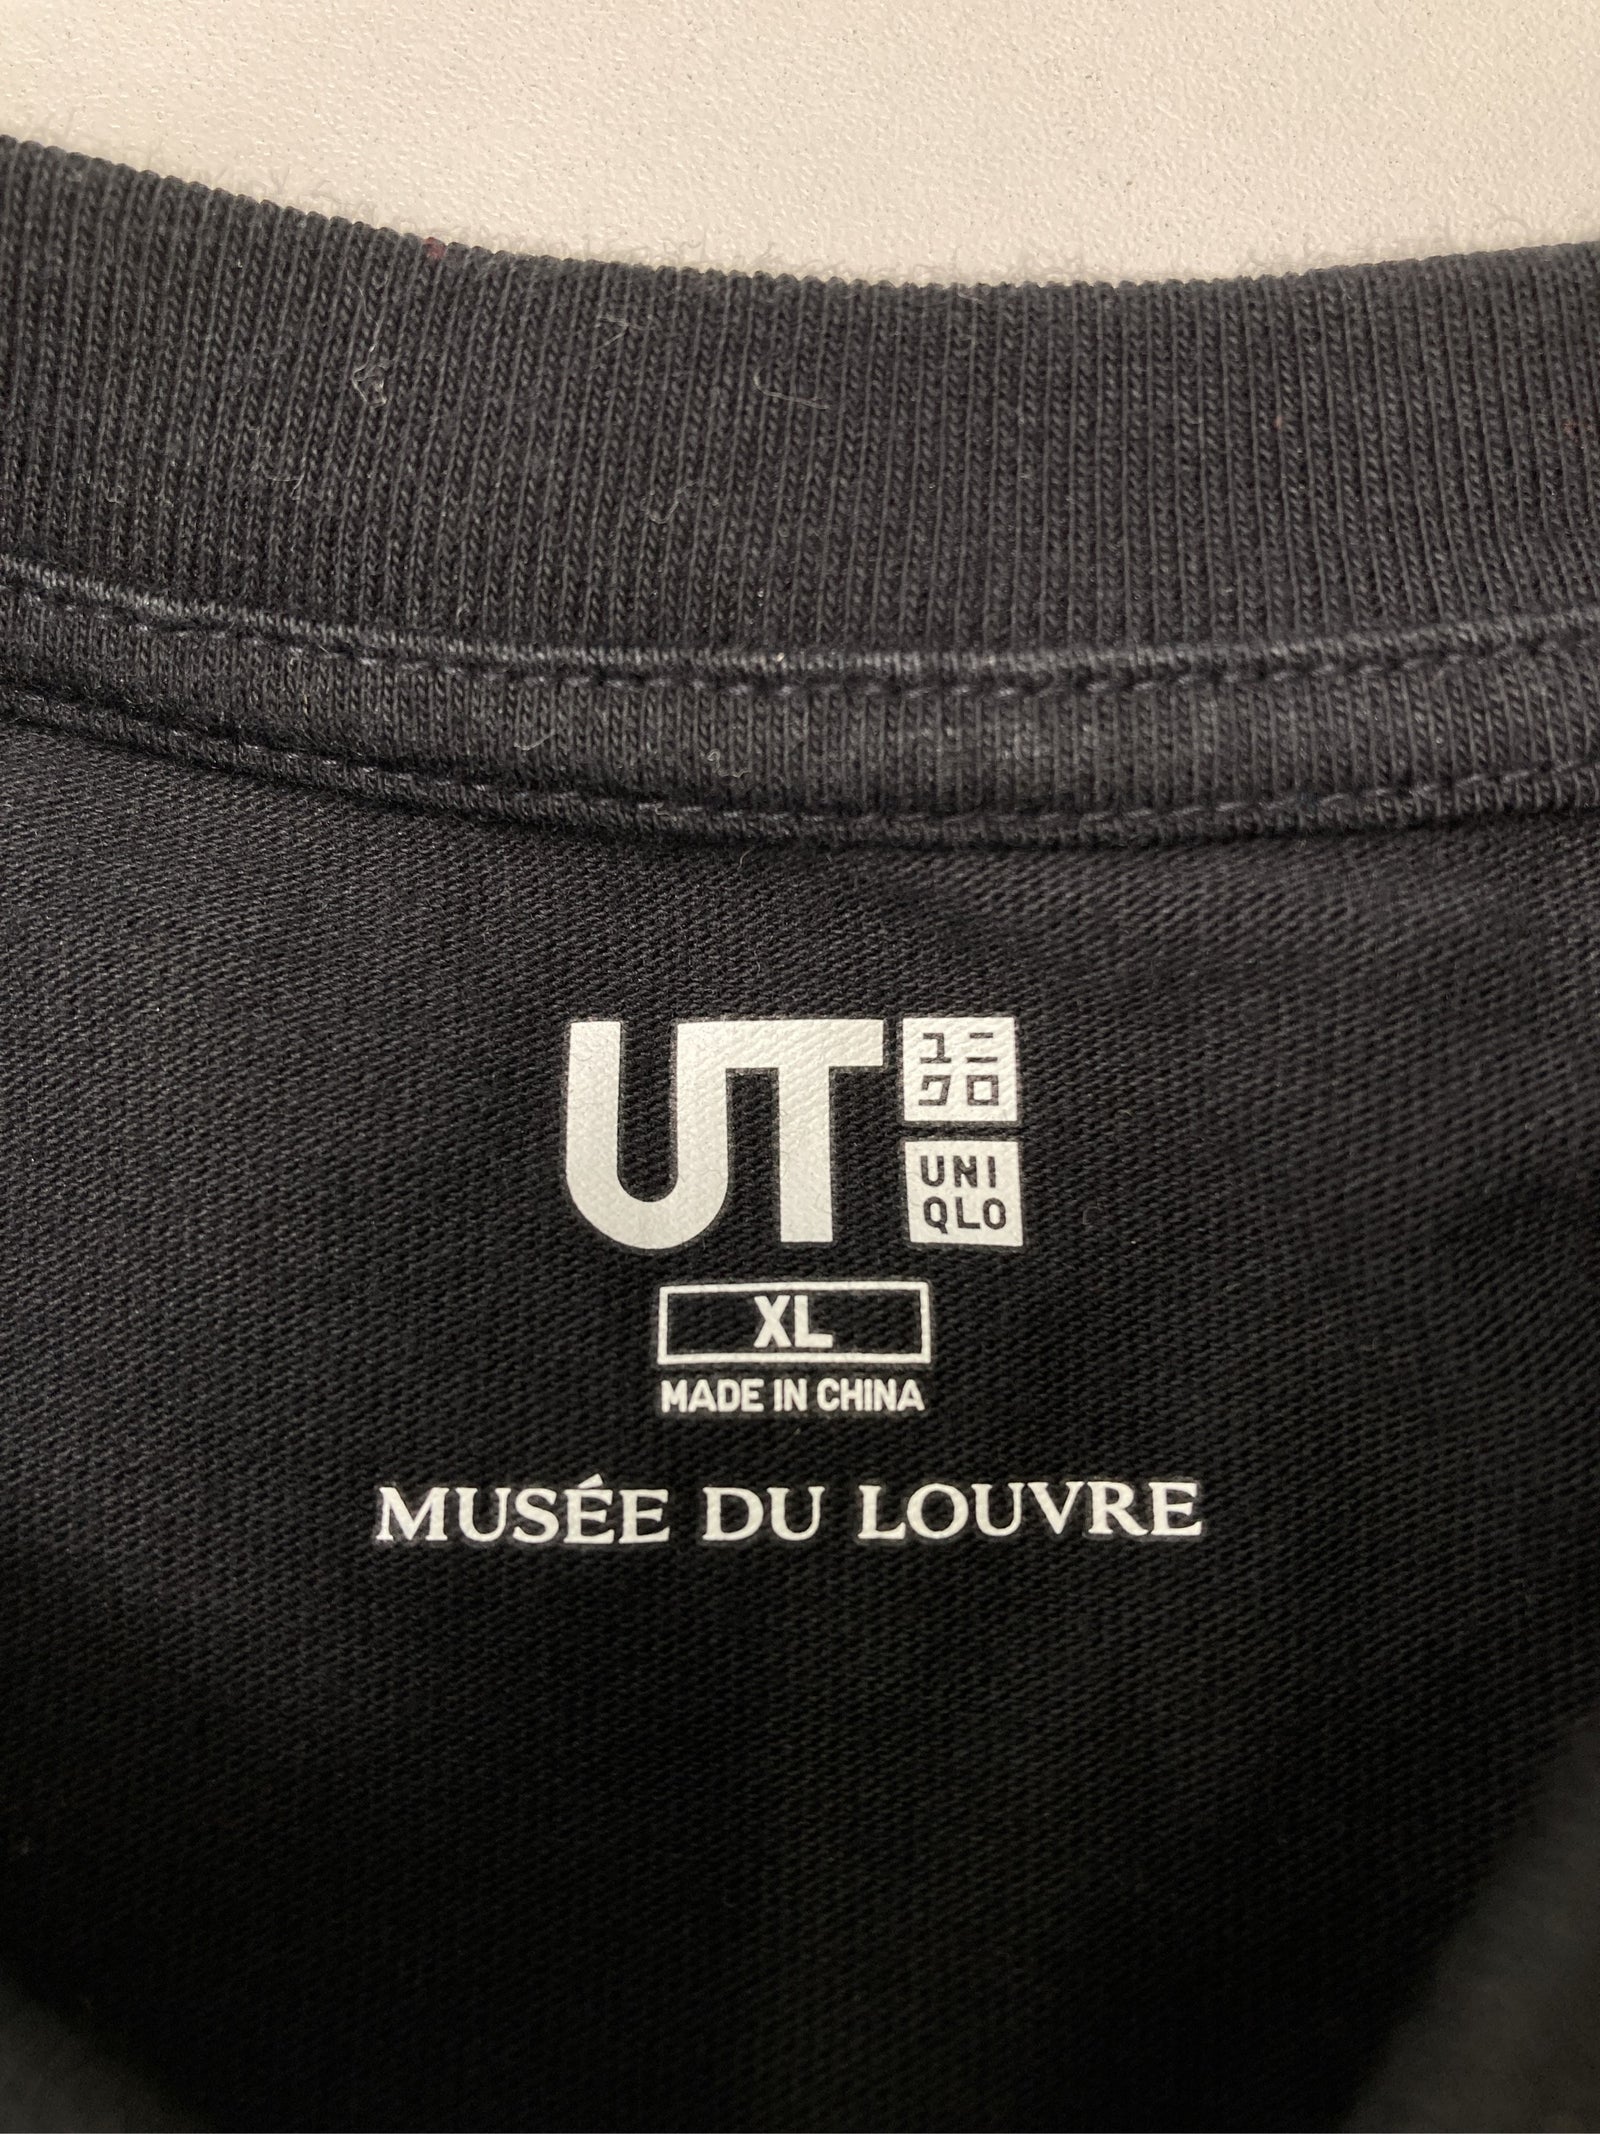 UT
ユニ
クロ
UNI
QLO
XL
MADE IN CHINA
MUSÉE DU LOUVRE